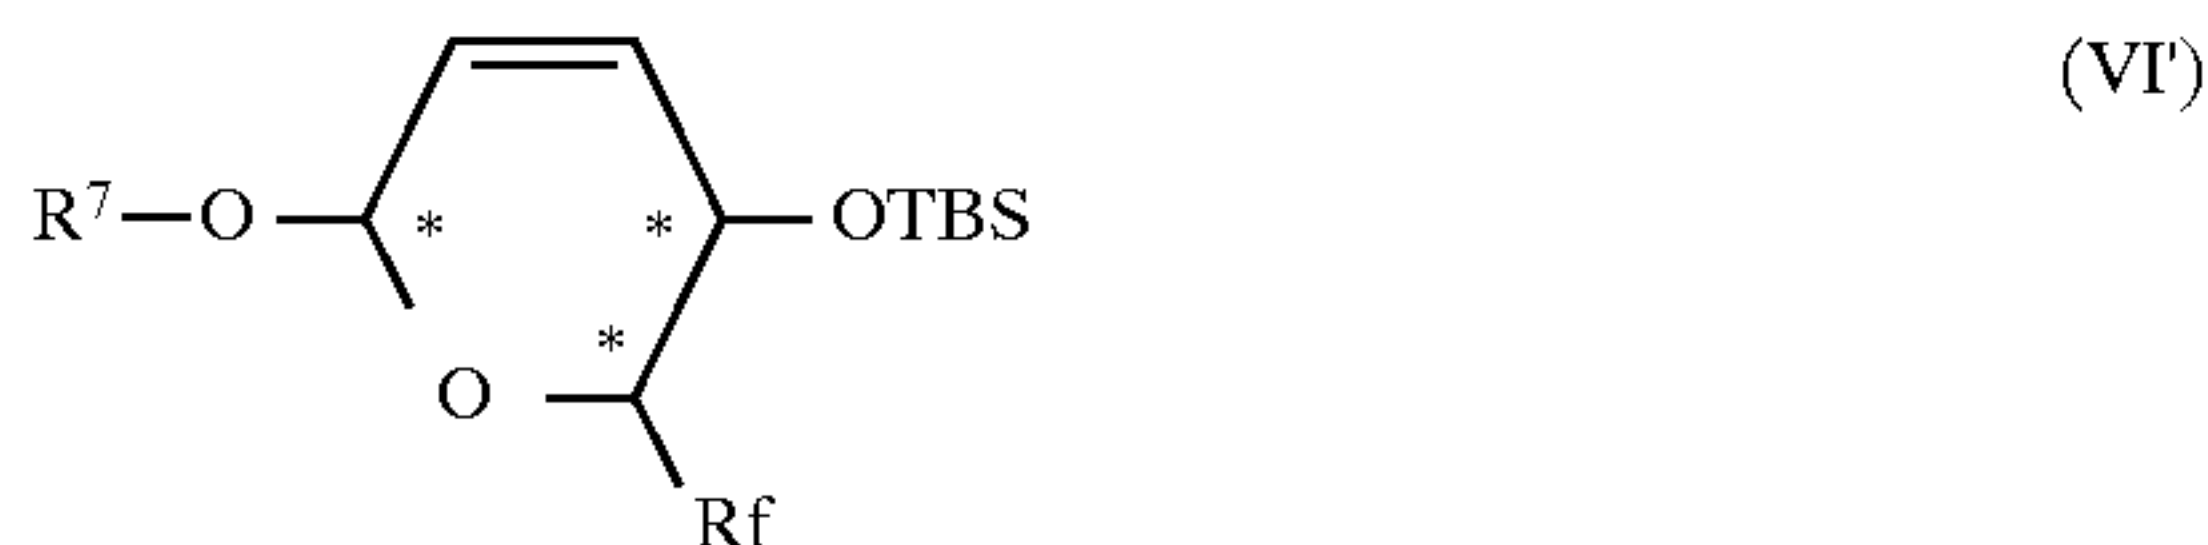 (VI')
R⁷—O * * OTBS
*
O
Rf